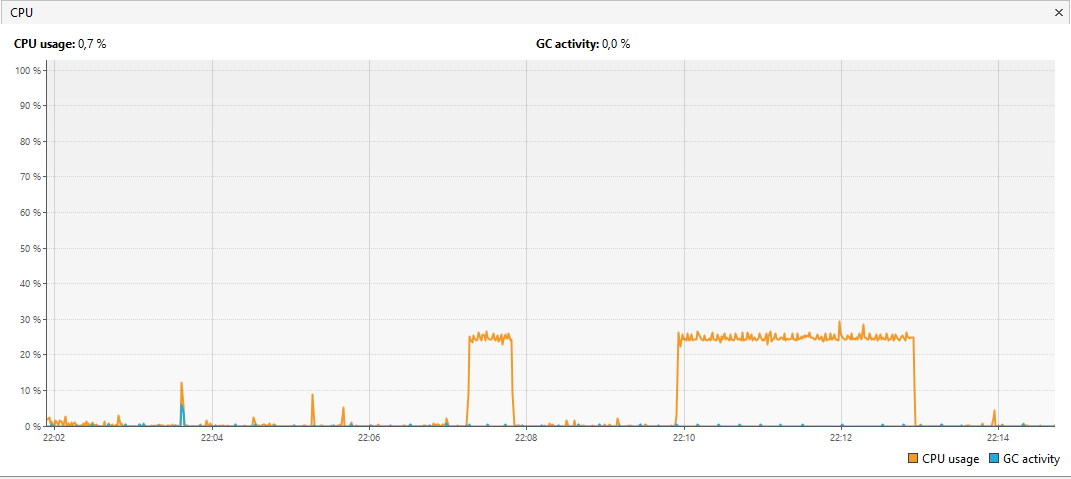 CPU
CPU usage: 0,7 %
GC activity: 0,0 %
100 %
90 %
80 %
70 %
60 %
50 %
40 %
30 %
20 %
10 %
0 %
22:02 22:04 22:06 22:08 22:10 22:12 22:14
CPU usage GC activity